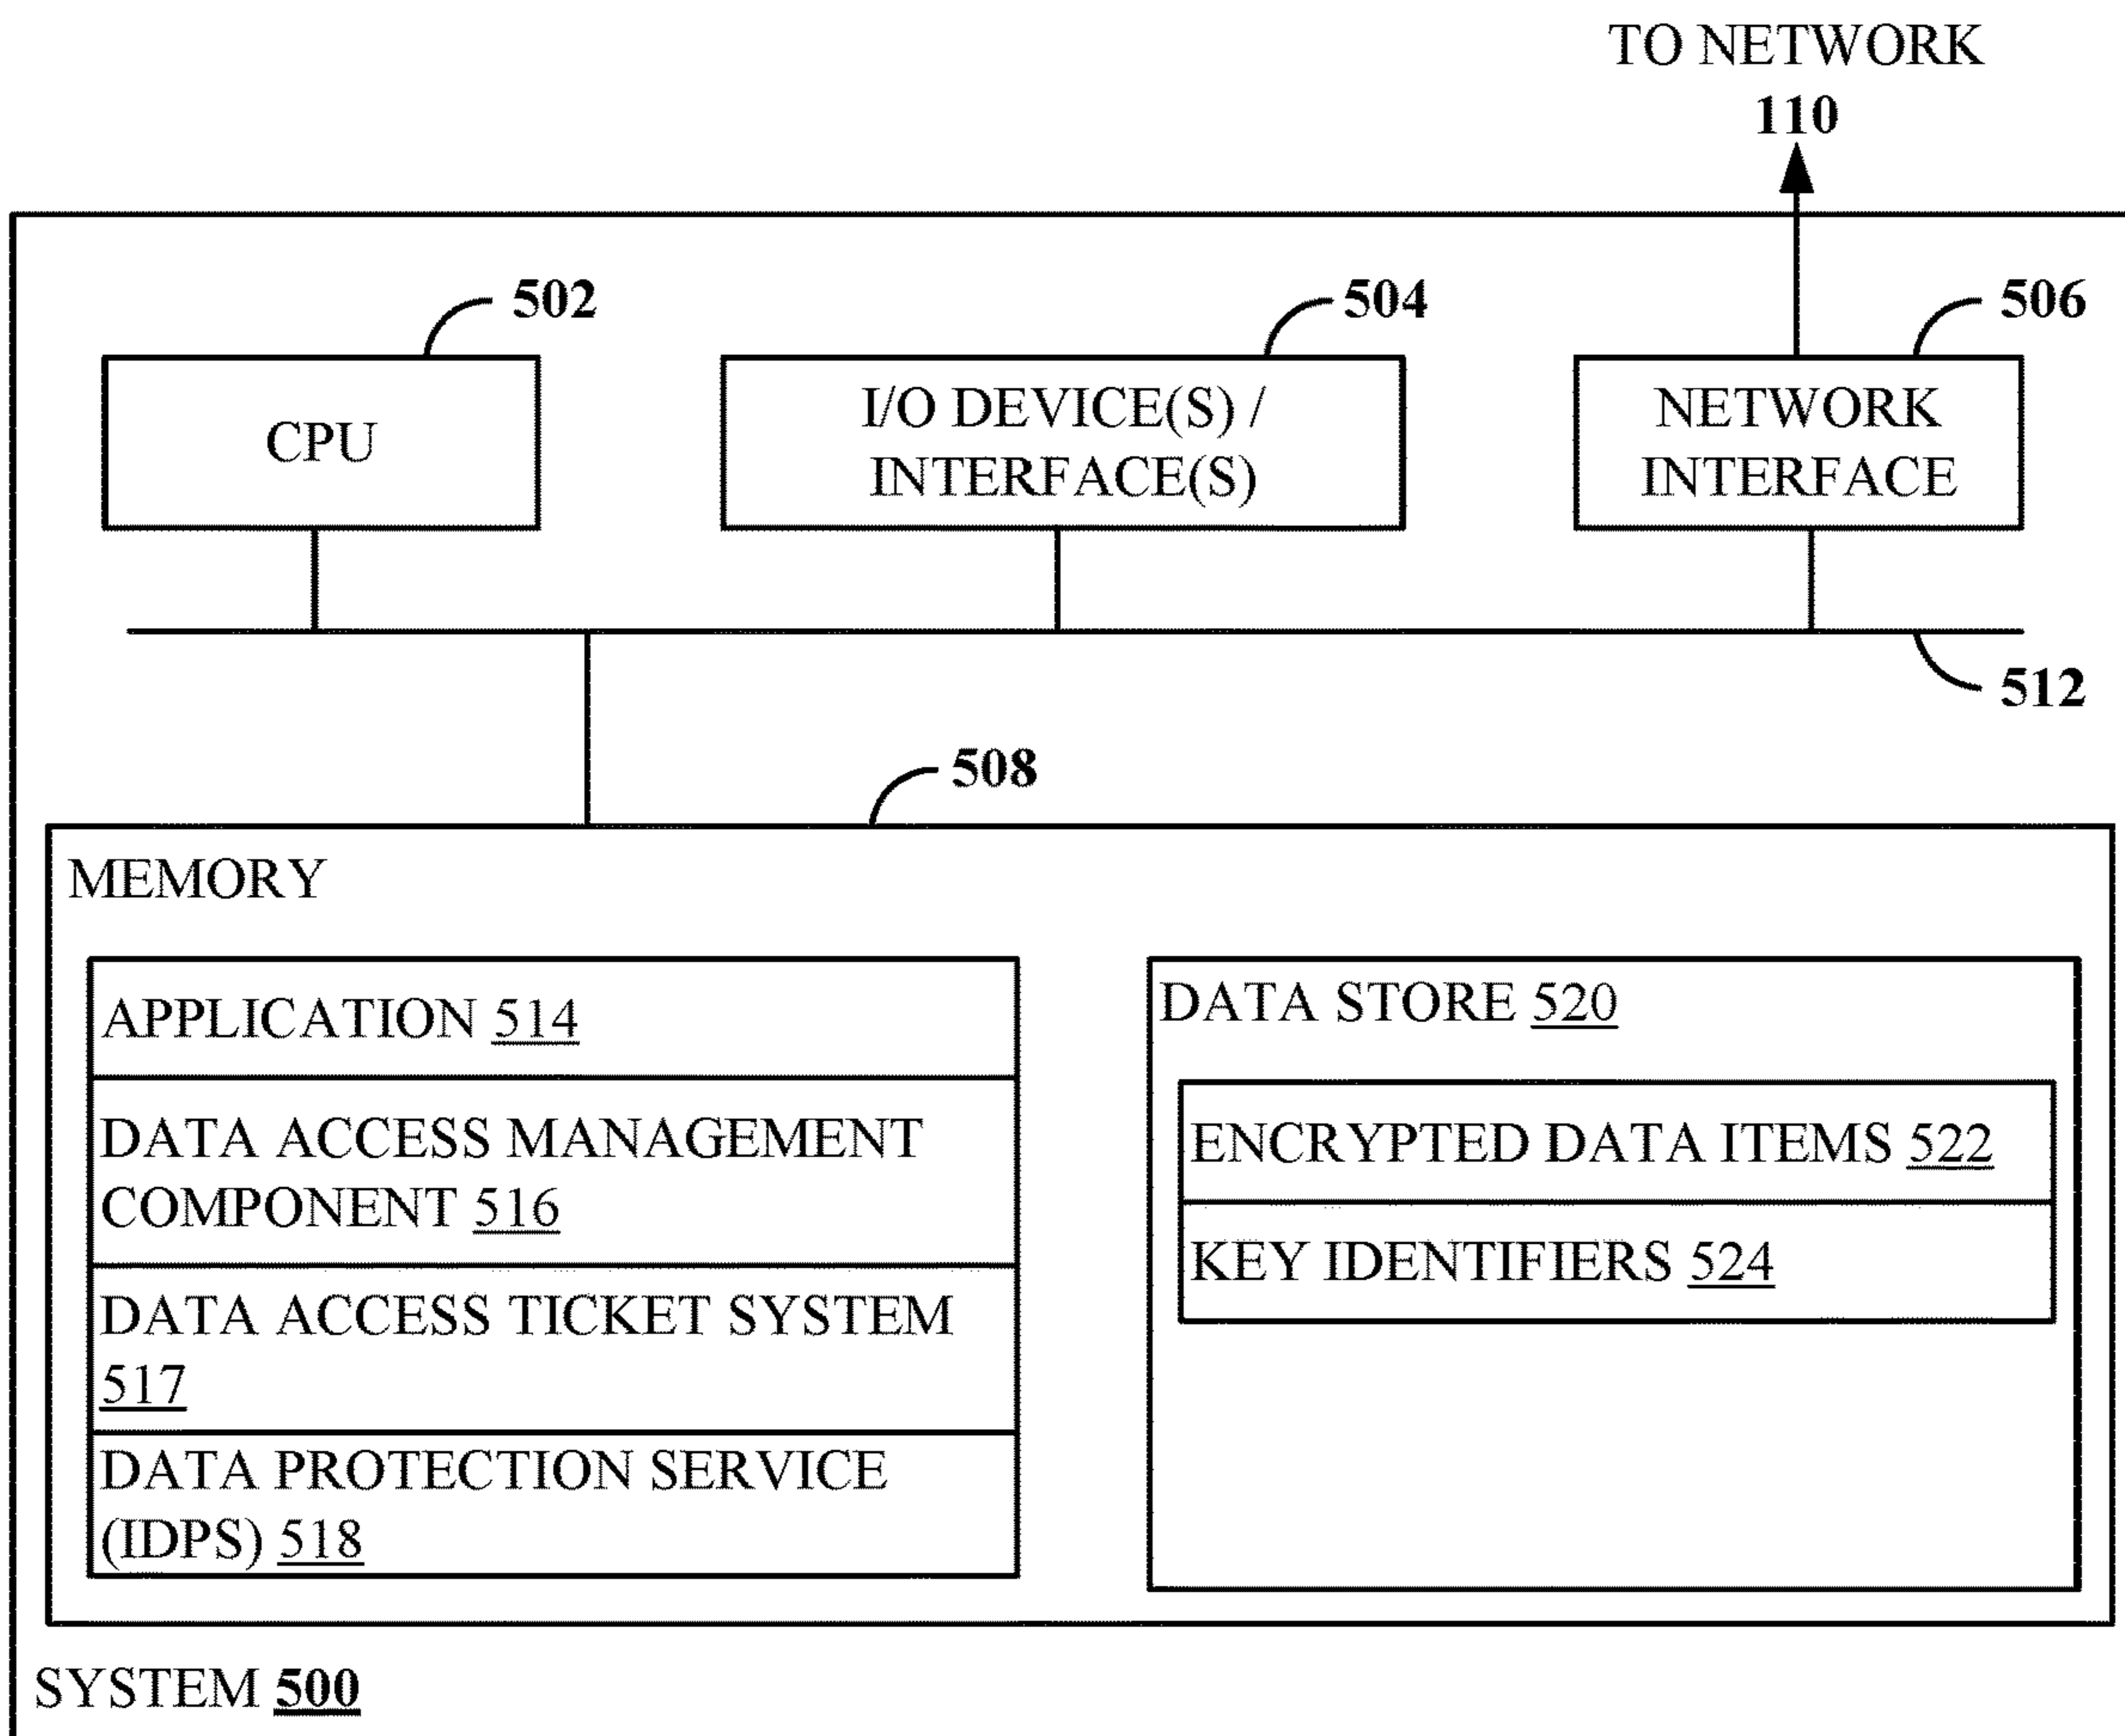 TO NETWORK
110
502
504
506
CPU
I/O DEVICE(S) /
INTERFACE(S)
NETWORK
INTERFACE
512
508
MEMORY
APPLICATION 514
DATA ACCESS MANAGEMENT
COMPONENT 516
DATA ACCESS TICKET SYSTEM
517
DATA PROTECTION SERVICE
(IDPS) 518
DATA STORE 520
ENCRYPTED DATA ITEMS 522
KEY IDENTIFIERS 524
SYSTEM 500